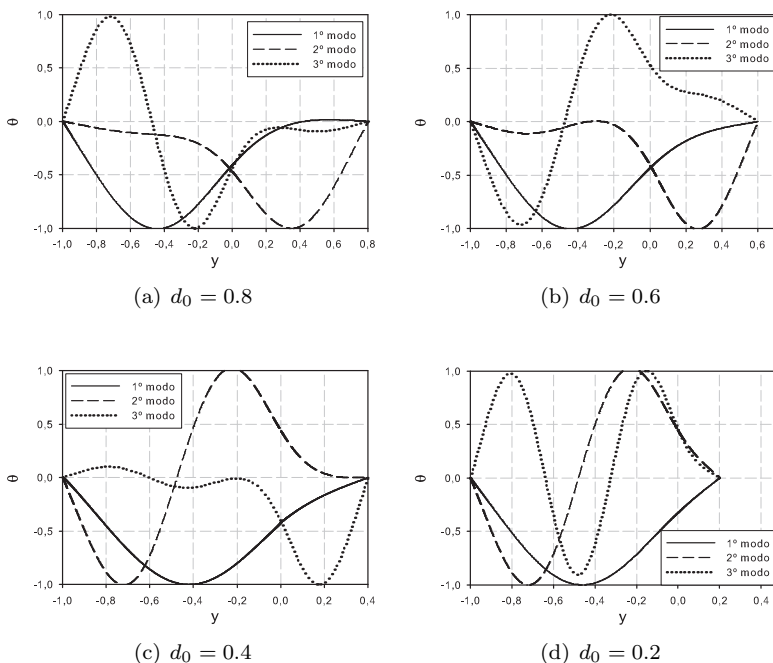 1,0
0,5
0,0
-0,5
-1,0
θ
-1,0 -0,8 -0,6 -0,4 -0,2 0,0 0,2 0,4 0,6 0,8
y
1º modo
2º modo
3º modo
(a) d₀ = 0.8
1,0
0,5
0,0
-0,5
-1,0
θ
-1,0 -0,8 -0,6 -0,4 -0,2 0,0 0,2 0,4 0,6
y
1º modo
2º modo
3º modo
(b) d₀ = 0.6
1,0
0,5
0,0
-0,5
-1,0
θ
-1,0 -0,8 -0,6 -0,4 -0,2 0,0 0,2 0,4
y
1º modo
2º modo
3º modo
(c) d₀ = 0.4
1,0
0,5
0,0
-0,5
-1,0
θ
-1,0 -0,8 -0,6 -0,4 -0,2 0,0 0,2 0,4
y
1º modo
2º modo
3º modo
(d) d₀ = 0.2